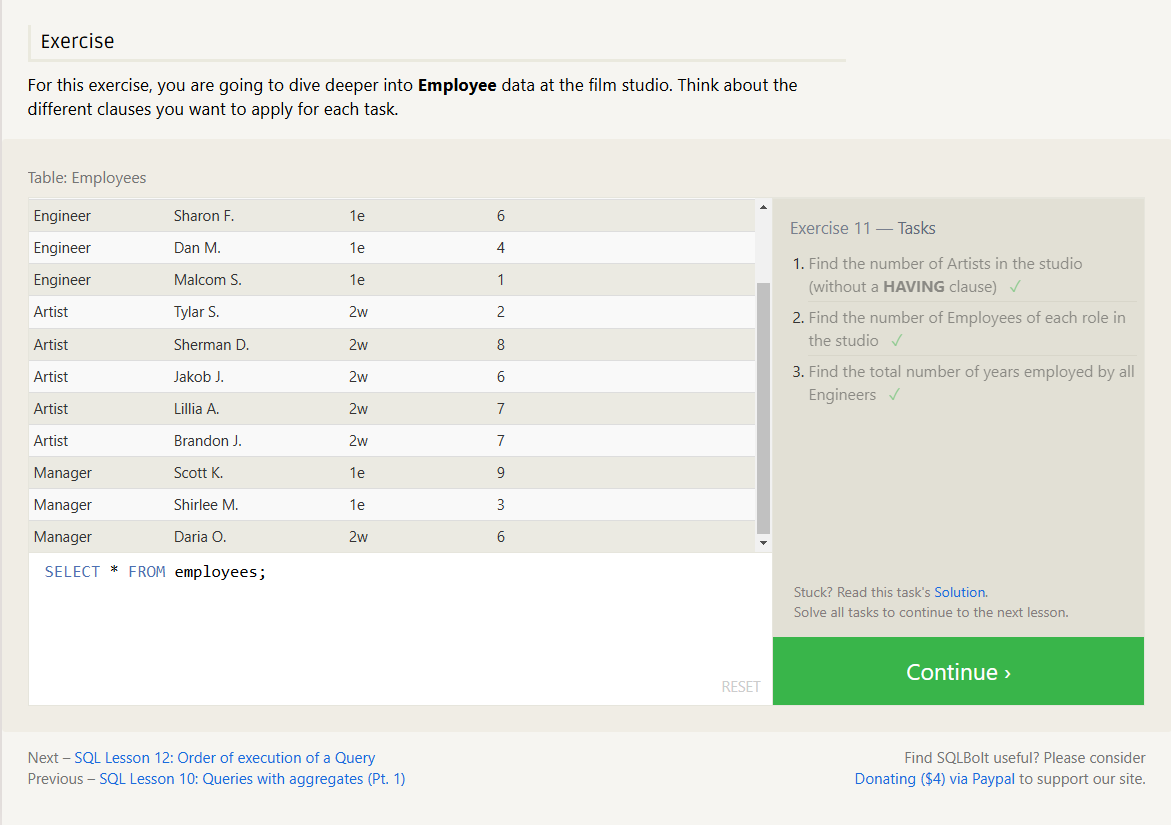 Exercise
For this exercise, you are going to dive deeper into Employee data at the film studio. Think about the
different clauses you want to apply for each task.
Table: Employees
Engineer Sharon F. 1e 6
Engineer Dan M. 1e 4
Engineer Malcom S. 1e 1
Artist Tylar S. 2w 2
Artist Sherman D. 2w 8
Artist Jakob J. 2w 6
Artist Lillia A. 2w 7
Artist Brandon J. 2w 7
Manager Scott K. 1e 9
Manager Shirlee M. 1e 3
Manager Daria O. 2w 6
SELECT * FROM employees;
RESET
Exercise 11 — Tasks
1. Find the number of Artists in the studio
(without a HAVING clause) ✓
2. Find the number of Employees of each role in
the studio ✓
3. Find the total number of years employed by all
Engineers ✓
Stuck? Read this task's Solution.
Solve all tasks to continue to the next lesson.
Continue ›
Next – SQL Lesson 12: Order of execution of a Query
Previous – SQL Lesson 10: Queries with aggregates (Pt. 1)
Find SQLBolt useful? Please consider
Donating ($4) via Paypal to support our site.